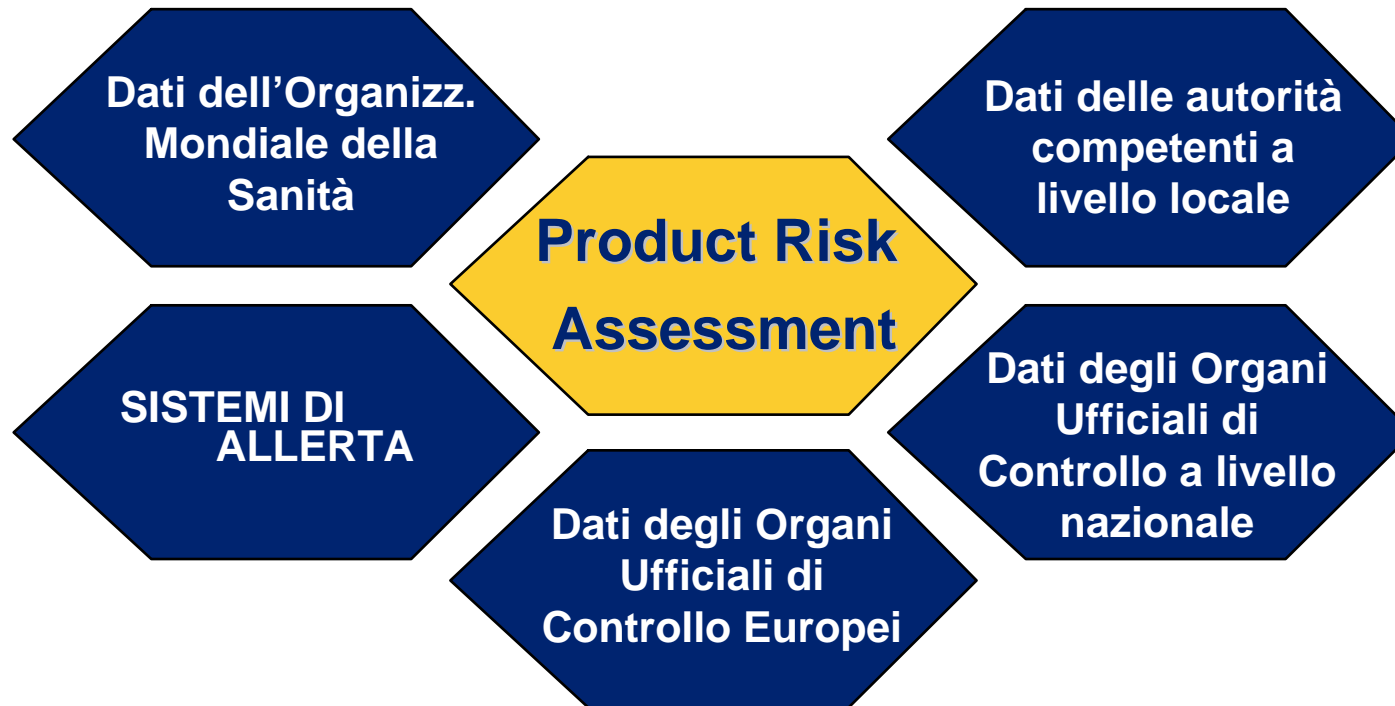 Dati dell’Organizz.
Mondiale della
Sanità
Dati delle autorità
competenti a
livello locale
Product Risk
Assessment
SISTEMI DI
ALLERTA
Dati degli Organi
Ufficiali di
Controllo a livello
nazionale
Dati degli Organi
Ufficiali di
Controllo Europei